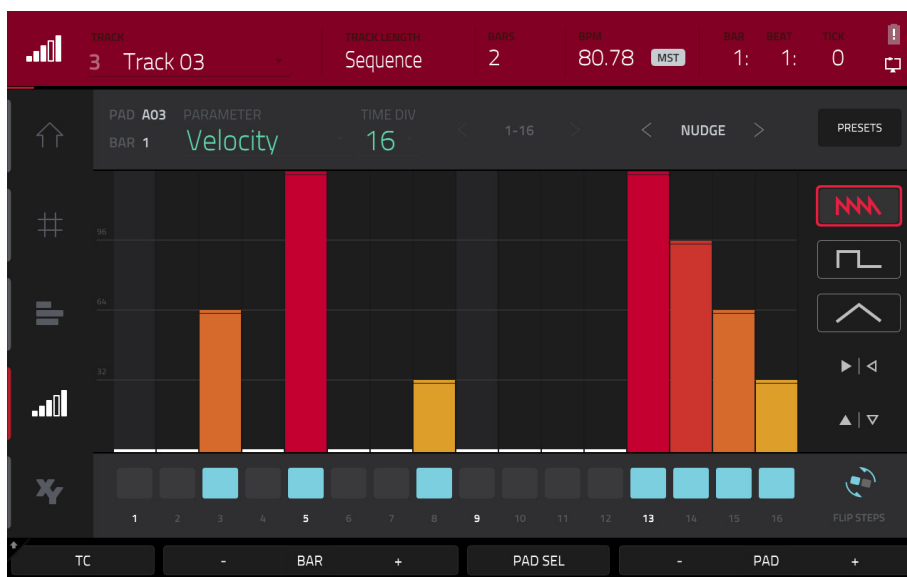 TRACK TRACK LENGTH BARS BPM BAR BEAT TICK !
3 Track 03 Sequence 2 80.78 MST 1: 1: 0
PAD A03 PARAMETER TIME DIV
BAR 1 Velocity 16 < 1-16 > < NUDGE > PRESETS
96
64
32
XY
1 2 3 4 5 6 7 8 9 10 11 12 13 14 15 16 FLIP STEPS
TC - BAR + PAD SEL - PAD +